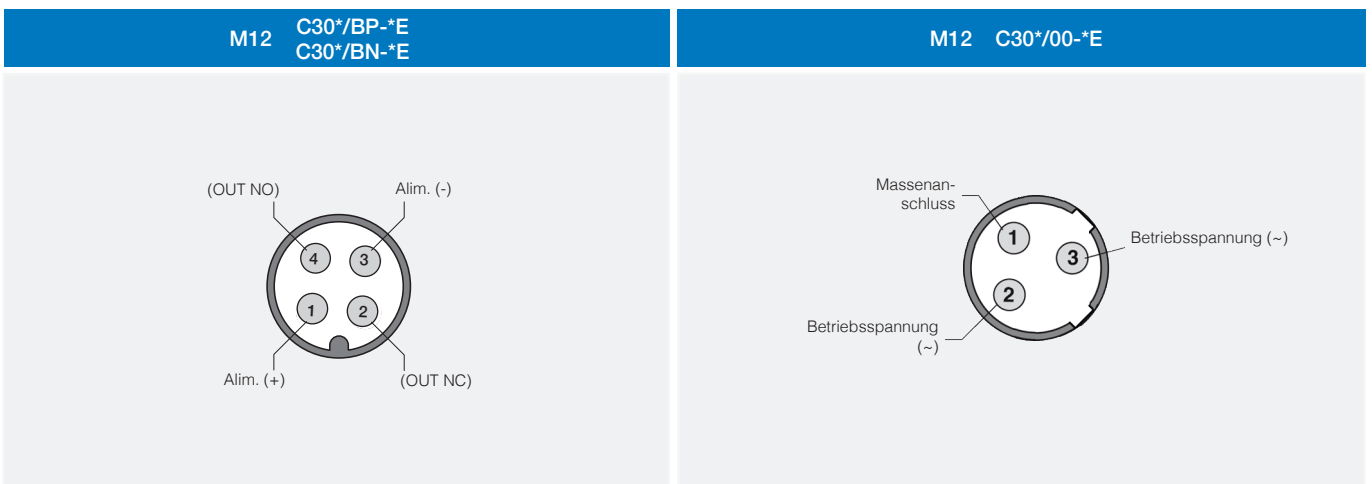 M12 C30*/BP-*E
C30*/BN-*E
M12 C30*/00-*E
(OUT NO)
Alim. (-)
4
3
1
2
Alim. (+)
(OUT NC)
Massenan-
schluss
1
Betriebsspannung (~)
3
2
Betriebsspannung
(~)